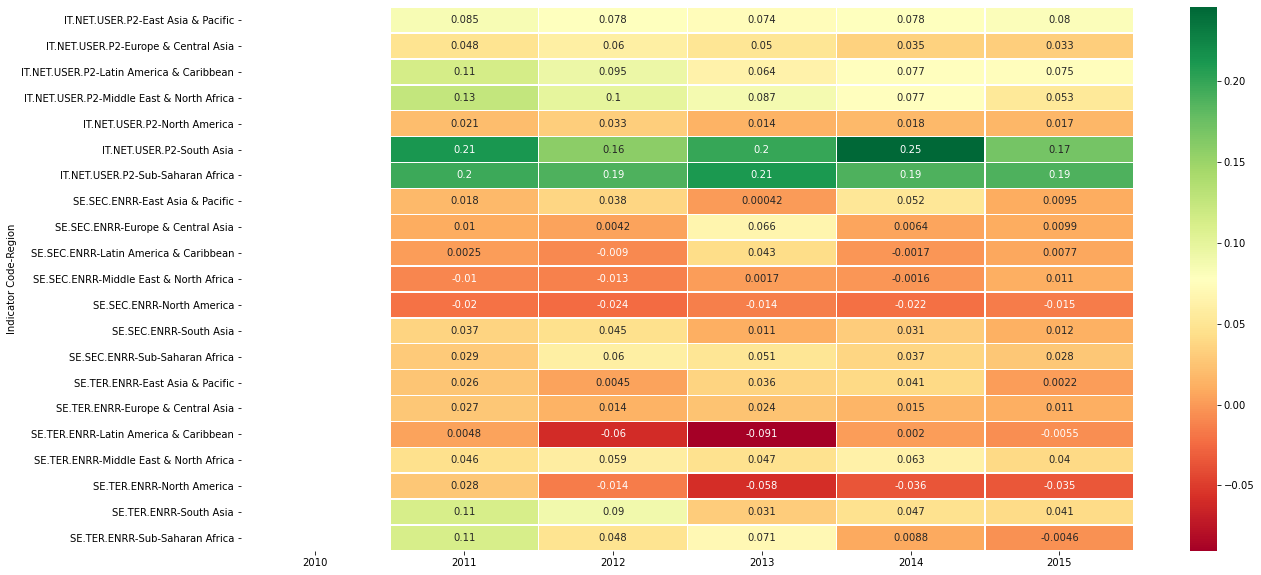 IT.NET.USER.P2-East Asia & Pacific 0.085 0.078 0.074 0.078 0.08
IT.NET.USER.P2-Europe & Central Asia 0.048 0.06 0.05 0.035 0.033
IT.NET.USER.P2-Latin America & Caribbean 0.11 0.095 0.064 0.077 0.075
IT.NET.USER.P2-Middle East & North Africa 0.13 0.1 0.087 0.077 0.053
IT.NET.USER.P2-North America 0.021 0.033 0.014 0.018 0.017
IT.NET.USER.P2-South Asia 0.21 0.16 0.2 0.25 0.17
IT.NET.USER.P2-Sub-Saharan Africa 0.2 0.19 0.21 0.19 0.19
SE.SEC.ENRR-East Asia & Pacific 0.018 0.038 0.00042 0.052 0.0095
SE.SEC.ENRR-Europe & Central Asia 0.01 0.0042 0.066 0.0064 0.0099
SE.SEC.ENRR-Latin America & Caribbean 0.0025 -0.009 0.043 -0.0017 0.0077
SE.SEC.ENRR-Middle East & North Africa -0.01 -0.013 0.0017 -0.0016 0.011
SE.SEC.ENRR-North America -0.02 -0.024 -0.014 -0.022 -0.015
SE.SEC.ENRR-South Asia 0.037 0.045 0.011 0.031 0.012
SE.SEC.ENRR-Sub-Saharan Africa 0.029 0.06 0.051 0.037 0.028
SE.TER.ENRR-East Asia & Pacific 0.026 0.0045 0.036 0.041 0.0022
SE.TER.ENRR-Europe & Central Asia 0.027 0.014 0.024 0.015 0.011
SE.TER.ENRR-Latin America & Caribbean 0.0048 -0.06 -0.091 0.002 -0.0055
SE.TER.ENRR-Middle East & North Africa 0.046 0.059 0.047 0.063 0.04
SE.TER.ENRR-North America 0.028 -0.014 -0.058 -0.036 -0.035
SE.TER.ENRR-South Asia 0.11 0.09 0.031 0.047 0.041
SE.TER.ENRR-Sub-Saharan Africa 0.11 0.048 0.071 0.0088 -0.0046
2010 2011 2012 2013 2014 2015
Indicator Code-Region
0.20
0.15
0.10
0.05
0.00
−0.05